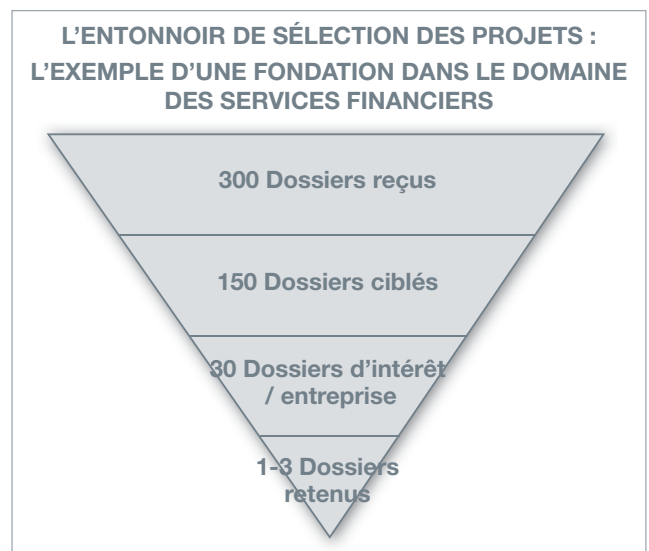 L’ENTONNOIR DE SÉLECTION DES PROJETS :
L’EXEMPLE D’UNE FONDATION DANS LE DOMAINE
DES SERVICES FINANCIERS
300 Dossiers reçus
150 Dossiers ciblés
30 Dossiers d’intérêt
/ entreprise
1-3 Dossiers
retenus